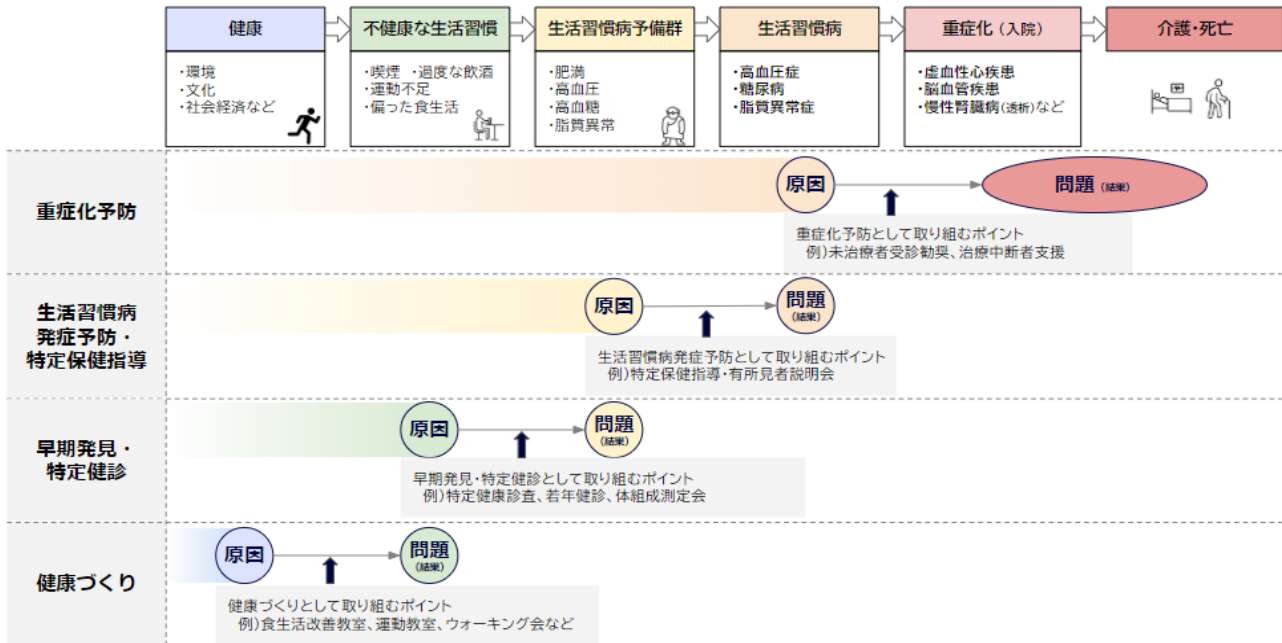 健康
不健康な生活習慣
生活習慣病予備群
生活習慣病
重症化（入院）
介護・死亡
・環境
・文化
・社会経済など
・喫煙 ・過度な飲酒
・運動不足
・偏った食生活
・肥満
・高血圧
・高血糖
・脂質異常
・高血圧症
・糖尿病
・脂質異常症
・虚血性心疾患
・脳血管疾患
・慢性腎臓病（透析）など
重症化予防
原因
問題（結果）
重症化予防として取り組むポイント
例）未治療者受診勧奨、治療中断者支援
生活習慣病
発症予防・
特定保健指導
原因
問題
（結果）
生活習慣病発症予防として取り組むポイント
例）特定保健指導・有所見者説明会
早期発見・
特定健診
原因
問題
（結果）
早期発見・特定健診として取り組むポイント
例）特定健康診査、若年健診、体組成測定会
健康づくり
原因
問題
（結果）
健康づくりとして取り組むポイント
例）食生活改善教室、運動教室、ウォーキング会など